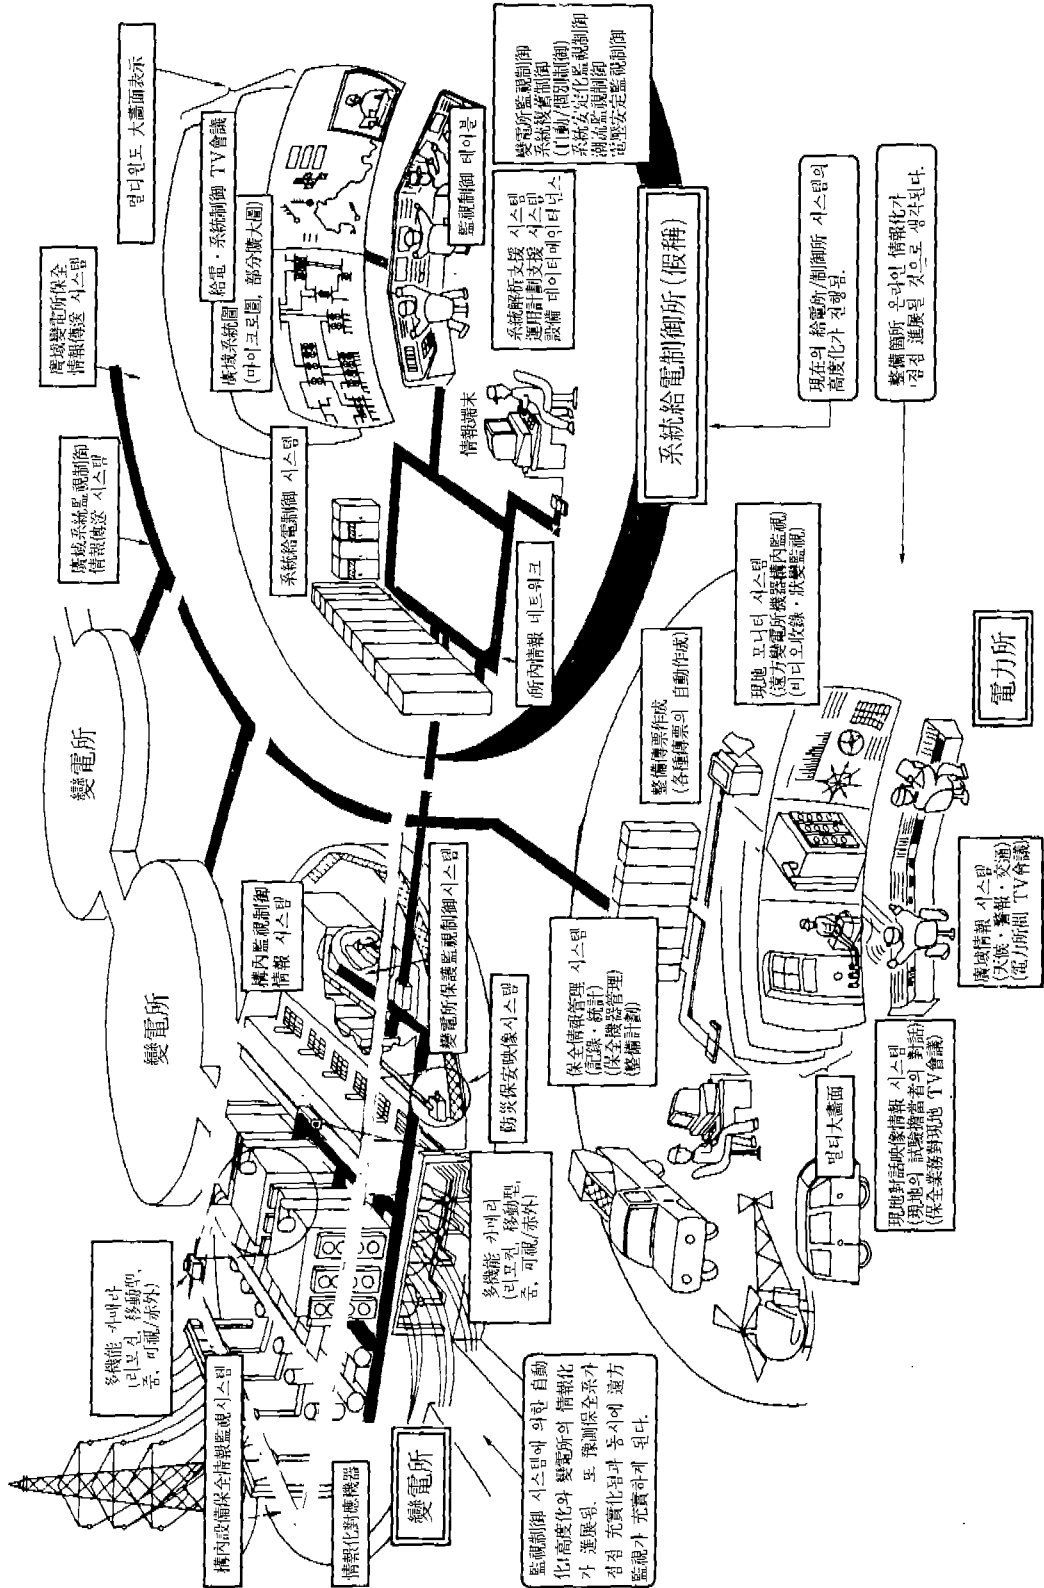 多機能 카메라
(리모컨, 移動型,
줌, 可視/赤外)
構內設備保全情報監視시스템
情報化對應機器
變電所
監視制御 시스템에 의한 自動
化!高度化와 變電所의 情報化
가 進展됨. 또 豫測保全系가
점점 充實化됨과 동시에 遠方
監視가 充實하게 된다.
變電所
變電所
構內監視制御
情報 시스템
變電所保護監視制御시스템
防災保安映像시스템
多機能 카메라
(리모컨, 移動型,
줌, 可視/赤外)
廣域系統監視制御
情報傳送 시스템
廣域變電所保全
情報傳送 시스템
멀티윈도 大畵面表示
給電·系統制御 TV會議
廣域系統圖
(마이크로圖, 部分擴大圖)
系統給電制御 시스템
監視制御 테이블
情報端末
所內情報 네트워크
變電所監視制御
系統複舊制御
(自動/個別制御)
系統安定化監視制御
潮流監視制御
電壓安定監視制御
系統解析支援 시스템
運用計劃支援 시스템
設備 데이터메인터넌스
系統給電制御所(假稱)
現在의 給電所/制御所 시스템의
高度化가 진행됨.
整備箇所 온라인 情報化가
점점 進展될 것으로 생각된다.
保全情報管理 시스템
(記錄·統計)
(保全機器管理)
(整備計劃)
整備傳票作成
(各種傳票의 自動作成)
現地 모니터 시스템
(遠方變電所機器構內監視)
(비디오收錄·狀變監視)
電力所
廣域情報 시스템
(天候·警報·交通)
(電力所間 TV會議)
멀티大畵面
現地對話映像情報 시스템
(現地의 試驗擔當者의 對話)
(保全業務對現地 TV會議)